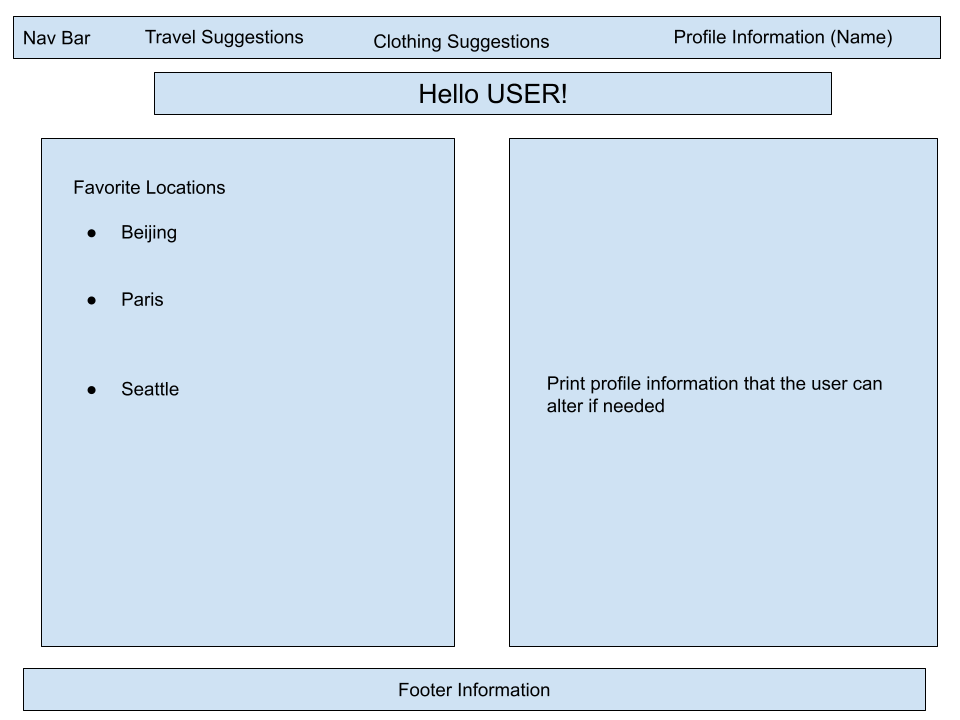 Nav Bar
Travel Suggestions
Clothing Suggestions
Profile Information (Name)
Hello USER!
Favorite Locations
● Beijing
● Paris
● Seattle
Print profile information that the user can
alter if needed
Footer Information